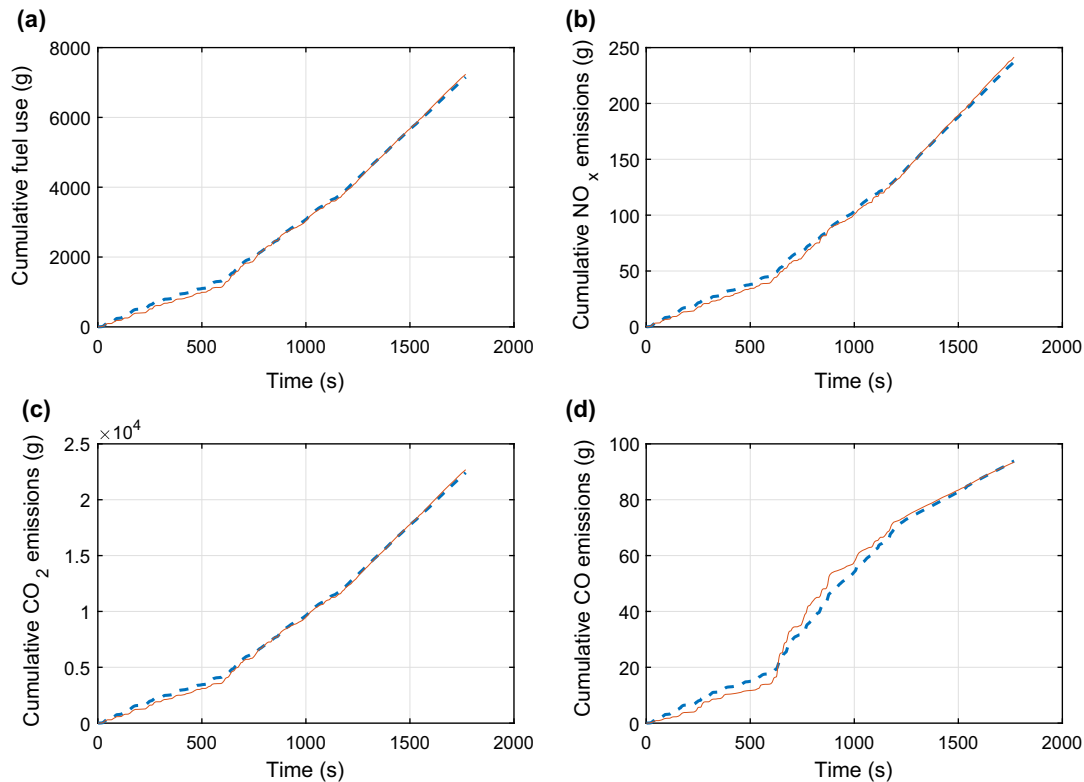 (a)
Cumulative fuel use (g)
8000
6000
4000
2000
0
0 500 1000 1500 2000
Time (s)
(b)
Cumulative NOx emissions (g)
250
200
150
100
50
0
0 500 1000 1500 2000
Time (s)
(c)
×10^4
Cumulative CO2 emissions (g)
2.5
2
1.5
1
0.5
0
0 500 1000 1500 2000
Time (s)
(d)
Cumulative CO emissions (g)
100
80
60
40
20
0
0 500 1000 1500 2000
Time (s)